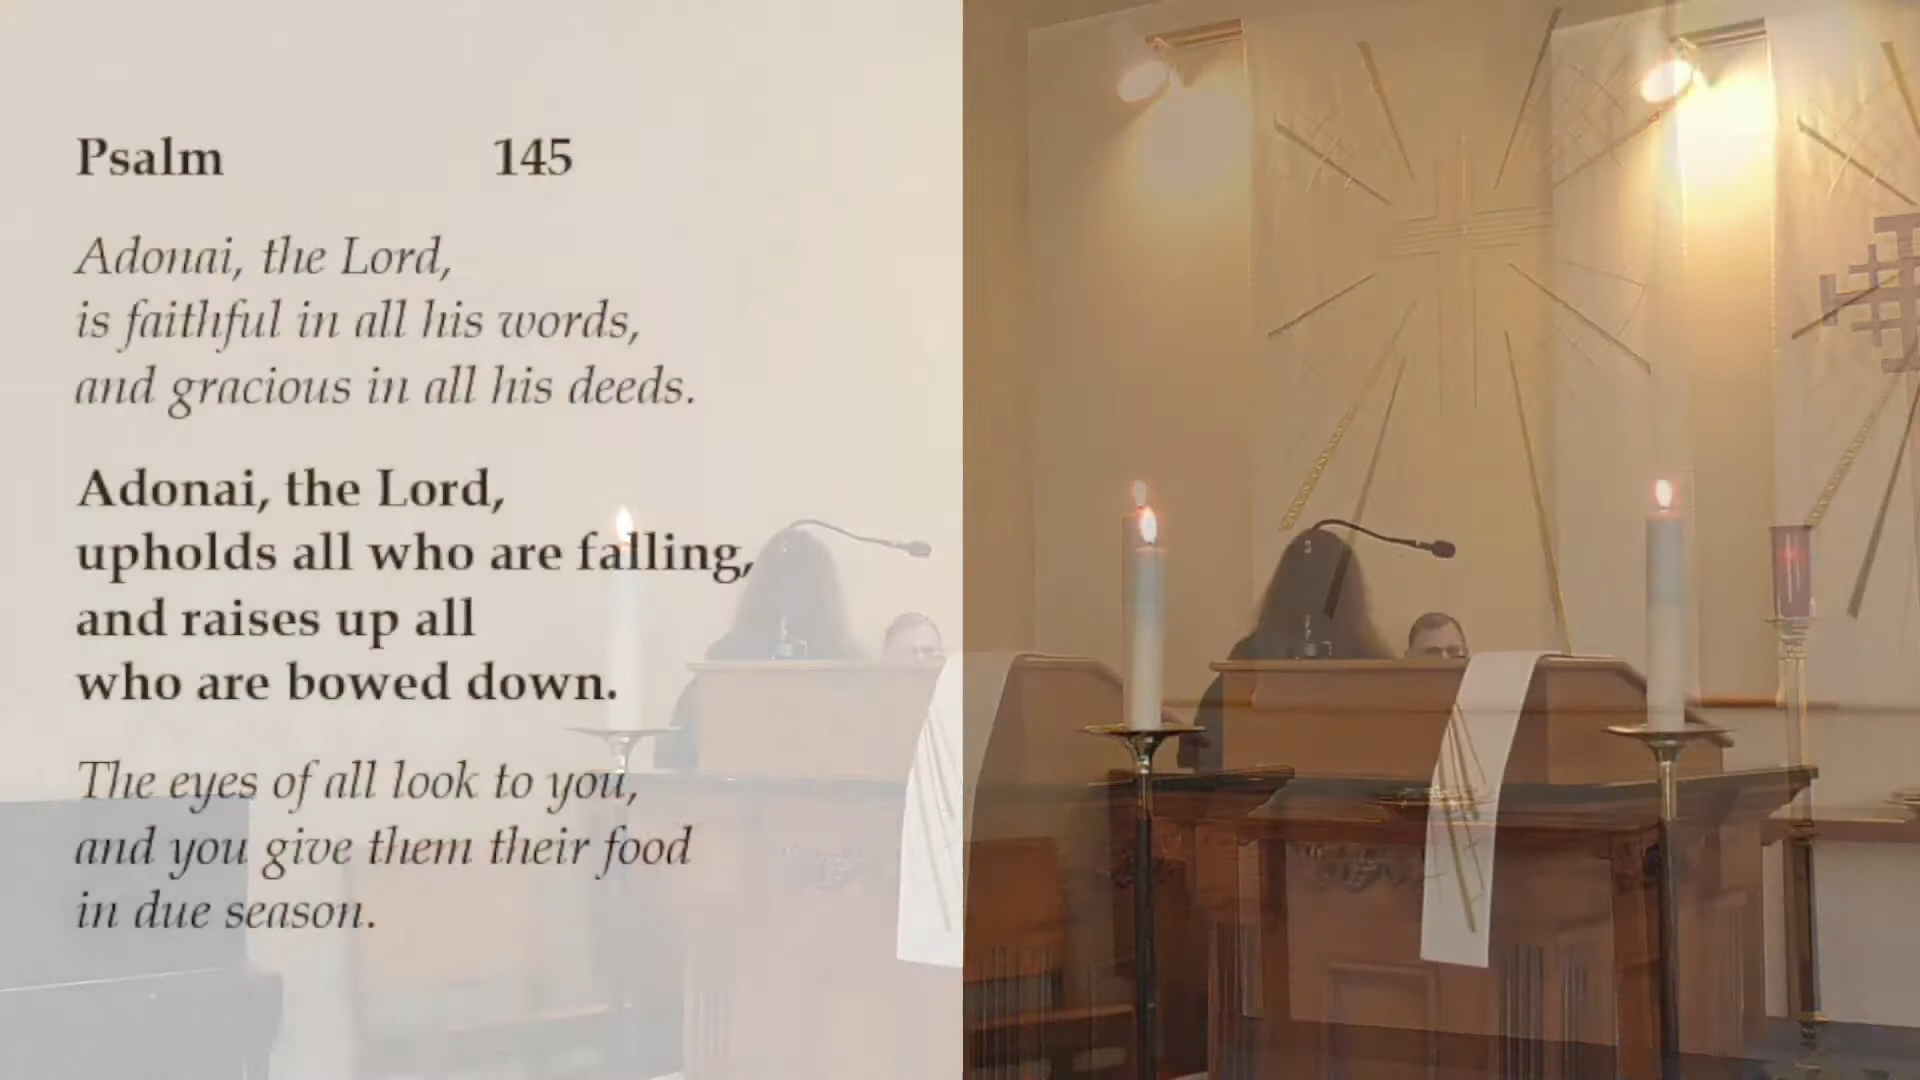 Psalm 145
Adonai, the Lord,
is faithful in all his words,
and gracious in all his deeds.
Adonai, the Lord,
upholds all who are falling,
and raises up all
who are bowed down.
The eyes of all look to you,
and you give them their food
in due season.